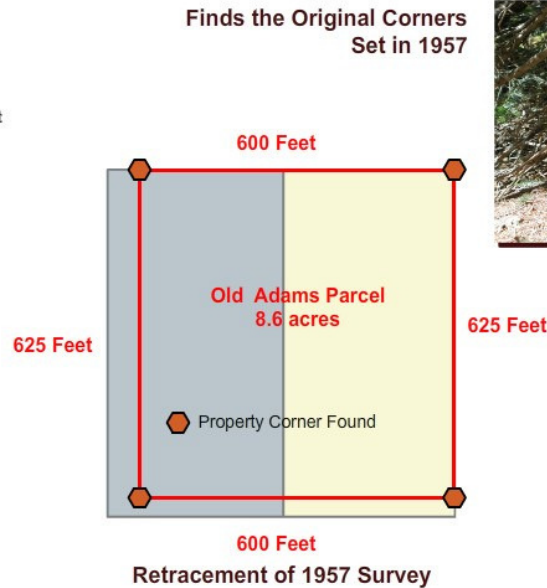 Finds the Original Corners
Set in 1957
600 Feet
Old Adams Parcel
8.6 acres
625 Feet
625 Feet
Property Corner Found
600 Feet
Retracement of 1957 Survey